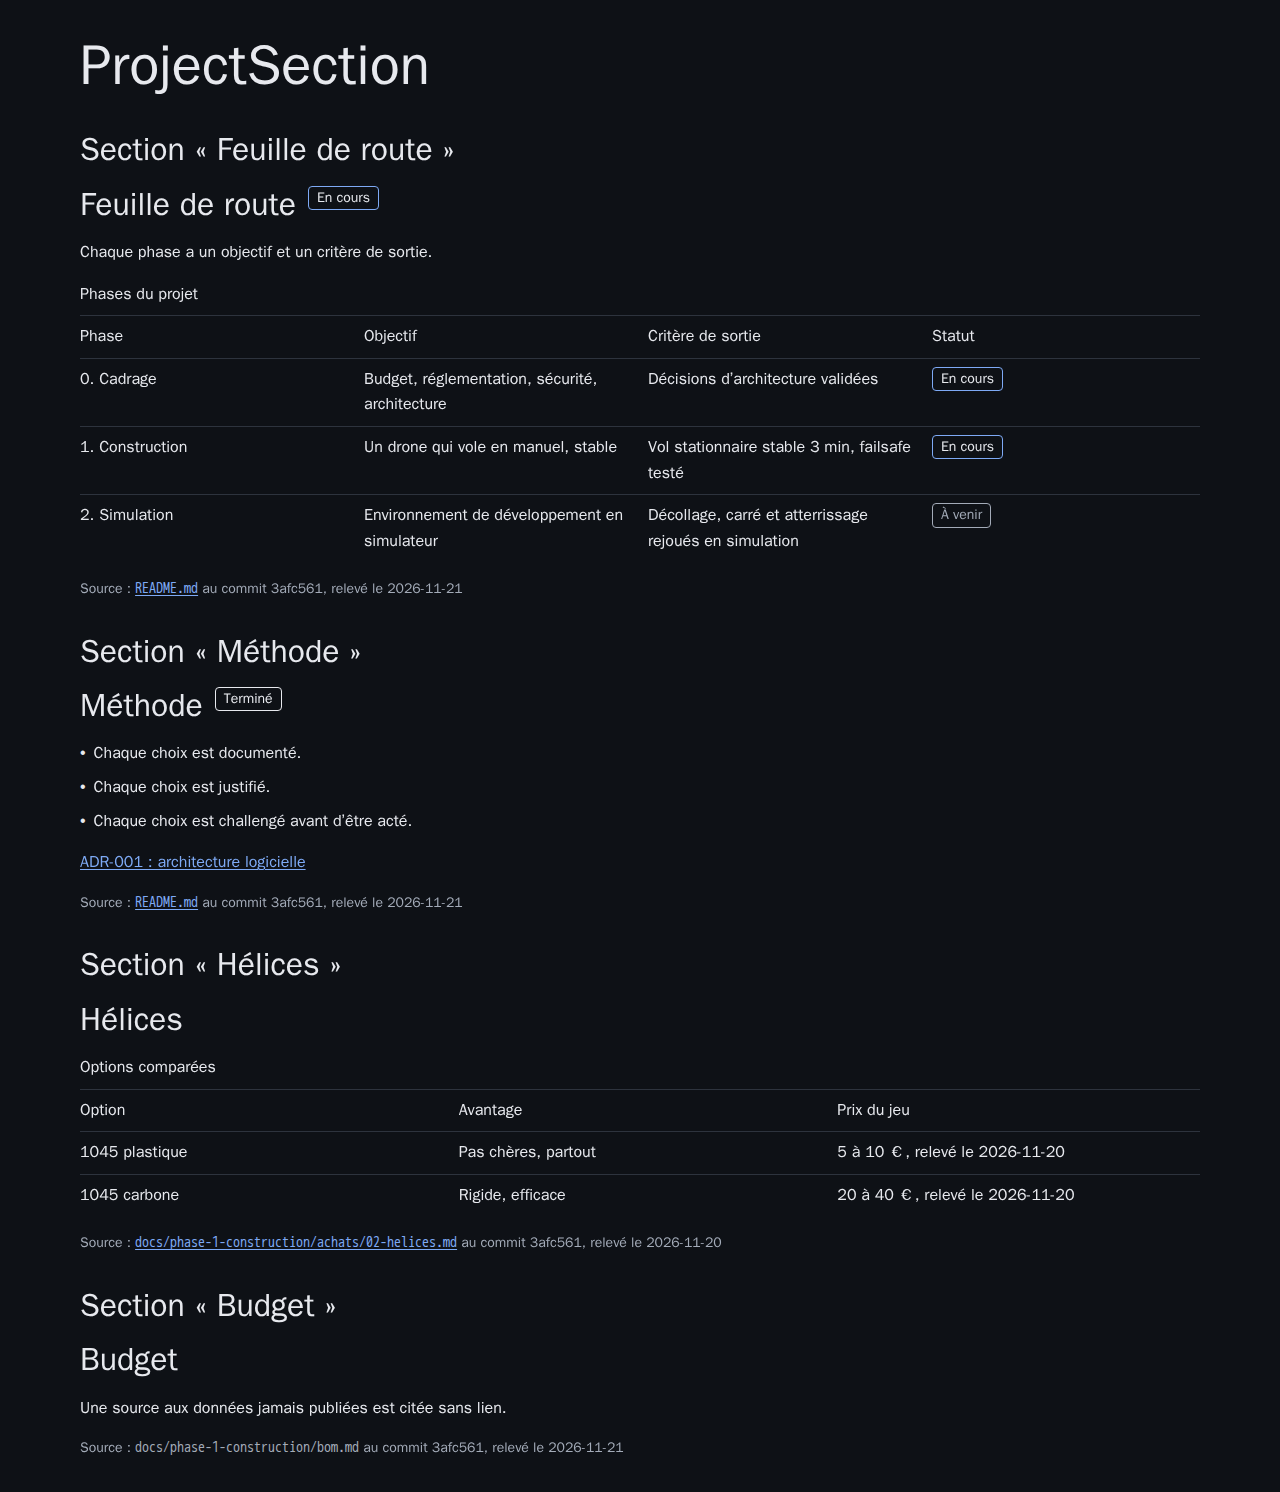 ProjectSection
Section « Feuille de route »
Feuille de route En cours
Chaque phase a un objectif et un critère de sortie.
Phases du projet
Phase Objectif Critère de sortie Statut
0. Cadrage Budget, réglementation, sécurité, architecture Décisions d'architecture validées En cours
1. Construction Un drone qui vole en manuel, stable Vol stationnaire stable 3 min, failsafe testé En cours
2. Simulation Environnement de développement en simulateur Décollage, carré et atterrissage rejoués en simulation À venir
Source : README.md au commit 3afc561, relevé le 2026-11-21
Section « Méthode »
Méthode Terminé
• Chaque choix est documenté.
• Chaque choix est justifié.
• Chaque choix est challengé avant d'être acté.
ADR-001 : architecture logicielle
Source : README.md au commit 3afc561, relevé le 2026-11-21
Section « Hélices »
Hélices
Options comparées
Option Avantage Prix du jeu
1045 plastique Pas chères, partout 5 à 10 €, relevé le 2026-11-20
1045 carbone Rigide, efficace 20 à 40 €, relevé le 2026-11-20
Source : docs/phase-1-construction/achats/02-helices.md au commit 3afc561, relevé le 2026-11-20
Section « Budget »
Budget
Une source aux données jamais publiées est citée sans lien.
Source : docs/phase-1-construction/bom.md au commit 3afc561, relevé le 2026-11-21